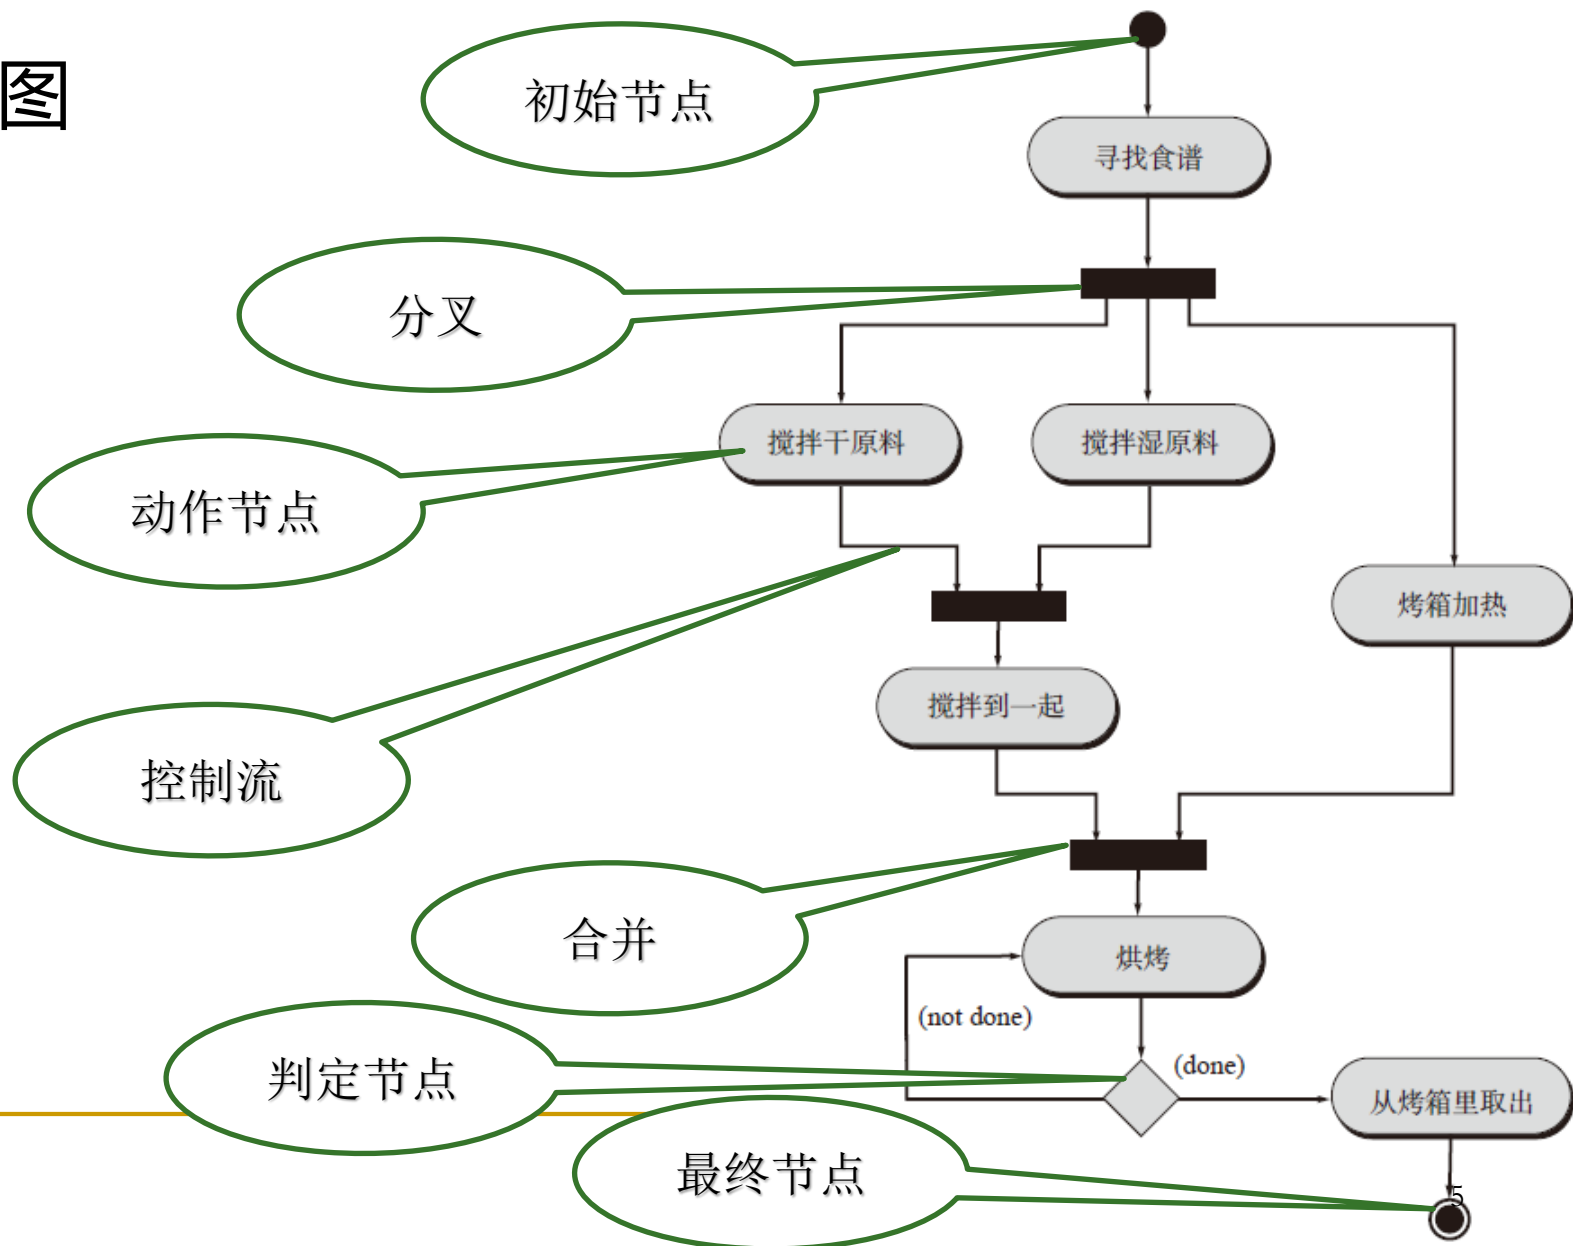 图
初始节点
寻找食谱
分叉
搅拌干原料
搅拌湿原料
动作节点
烤箱加热
搅拌到一起
控制流
合并
烘烤
(not done)
(done)
判定节点
从烤箱里取出
最终节点
5